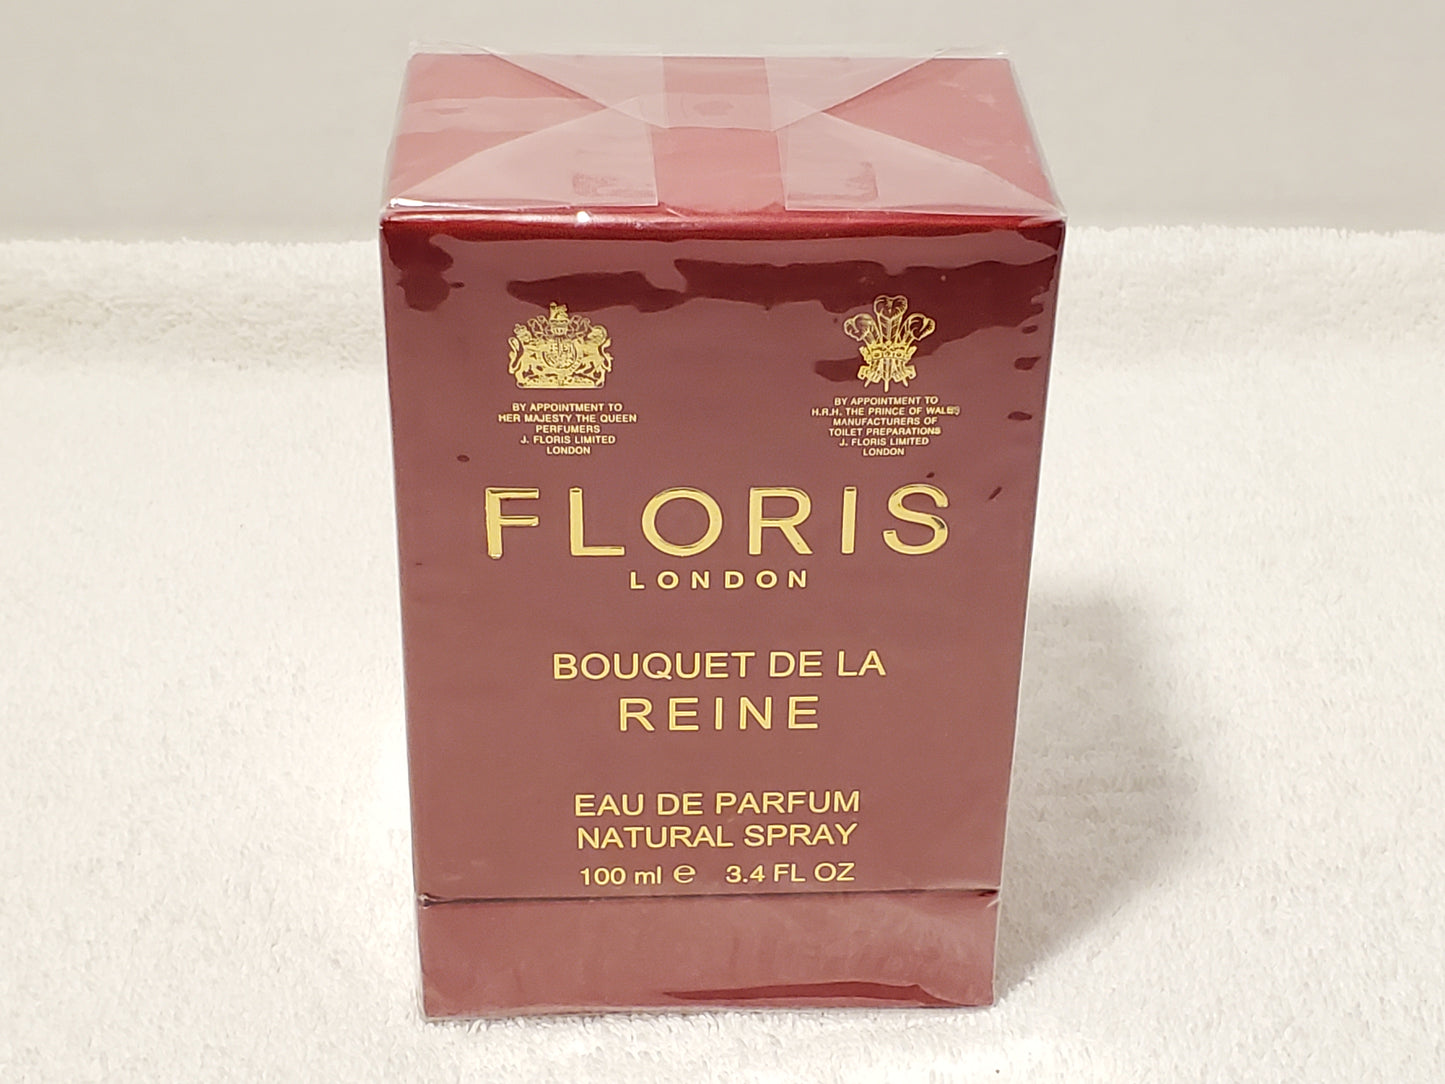 BY APPOINTMENT TO
HER MAJESTY THE QUEEN
PERFUMERS
J. FLORIS LIMITED
LONDON
BY APPOINTMENT TO
H.R.H. THE PRINCE OF WALES
MANUFACTURERS OF
TOILET PREPARATIONS
J. FLORIS LIMITED
LONDON
FLORIS
LONDON
BOUQUET DE LA
REINE
EAU DE PARFUM
NATURAL SPRAY
100 ml ℮ 3.4 FL OZ